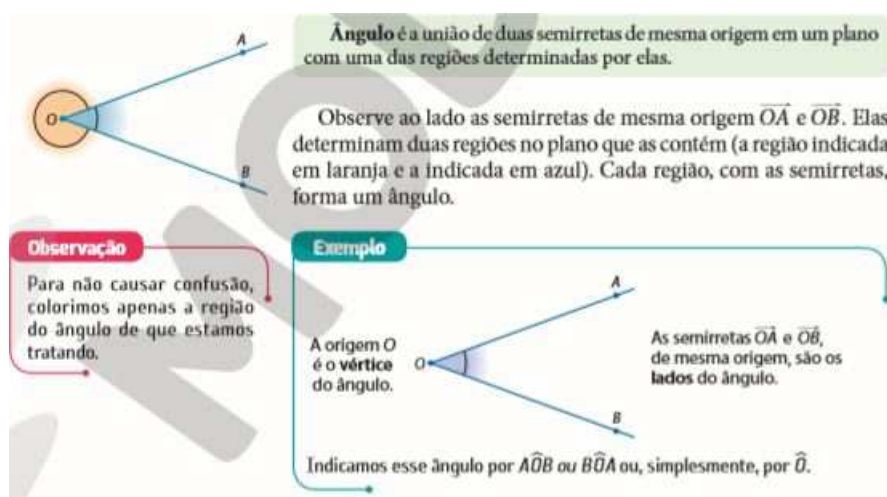 A
O
B
Ângulo é a união de duas semirretas de mesma origem em um plano
com uma das regiões determinadas por elas.
Observe ao lado as semirretas de mesma origem OA e OB. Elas
determinam duas regiões no plano que as contém (a região indicada
em laranja e a indicada em azul). Cada região, com as semirretas,
forma um ângulo.
Observação
Para não causar confusão,
colorimos apenas a região
do ângulo de que estamos
tratando.
Exemplo
A origem O
é o vértice
do ângulo.
A
O
B
As semirretas OA e OB,
de mesma origem, são os
lados do ângulo.
Indicamos esse ângulo por AÔB ou BÔA ou, simplesmente, por Ô.